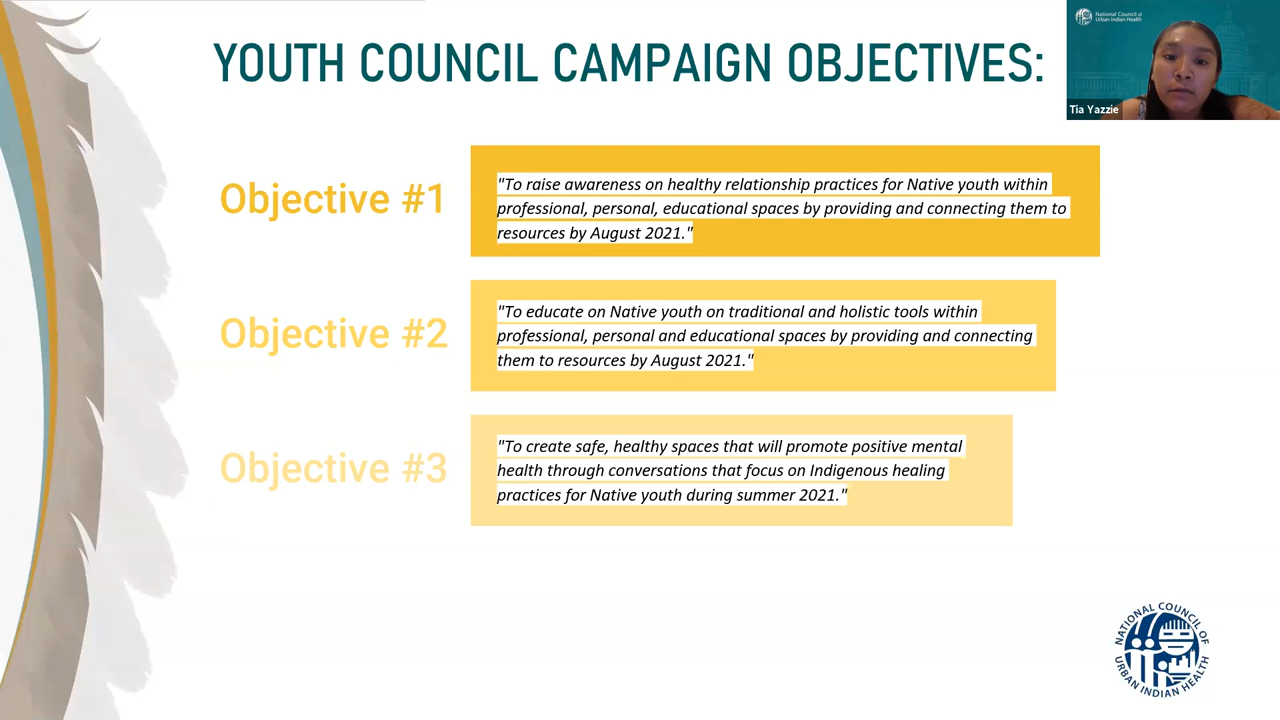 YOUTH COUNCIL CAMPAIGN OBJECTIVES:
National Council of
Urban Indian Health
Tia Yazzie
Objective #1
"To raise awareness on healthy relationship practices for Native youth within
professional, personal, educational spaces by providing and connecting them to
resources by August 2021."
Objective #2
"To educate on Native youth on traditional and holistic tools within
professional, personal and educational spaces by providing and connecting
them to resources by August 2021."
Objective #3
"To create safe, healthy spaces that will promote positive mental
health through conversations that focus on Indigenous healing
practices for Native youth during summer 2021."
NATIONAL COUNCIL OF
URBAN INDIAN HEALTH